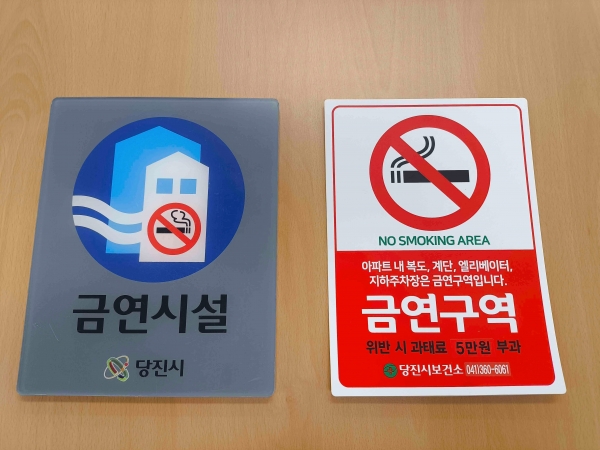 금연시설
당진시
NO SMOKING AREA
아파트 내 복도, 계단, 엘리베이터,
지하주차장은 금연구역입니다.
금연구역
위반 시 과태료 5만원 부과
당진시보건소 041)360-6061